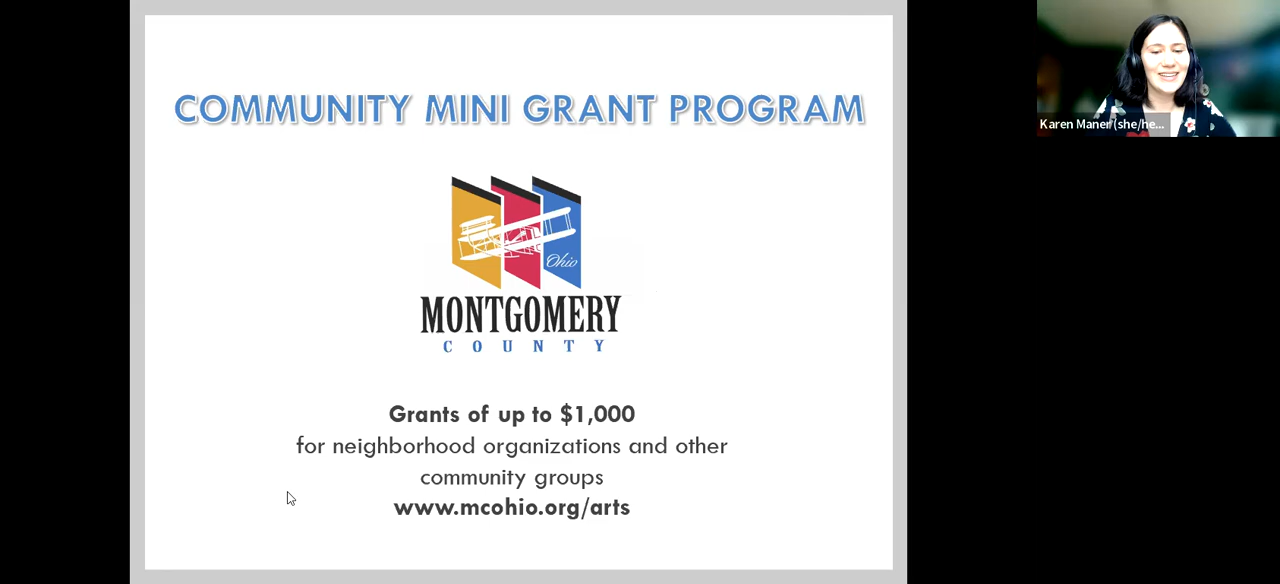 COMMUNITY MINI GRANT PROGRAM
Ohio
MONTGOMERY
COUNTY
Grants of up to $1,000
for neighborhood organizations and other
community groups
www.mcohio.org/arts
Karen Maner (she/he...